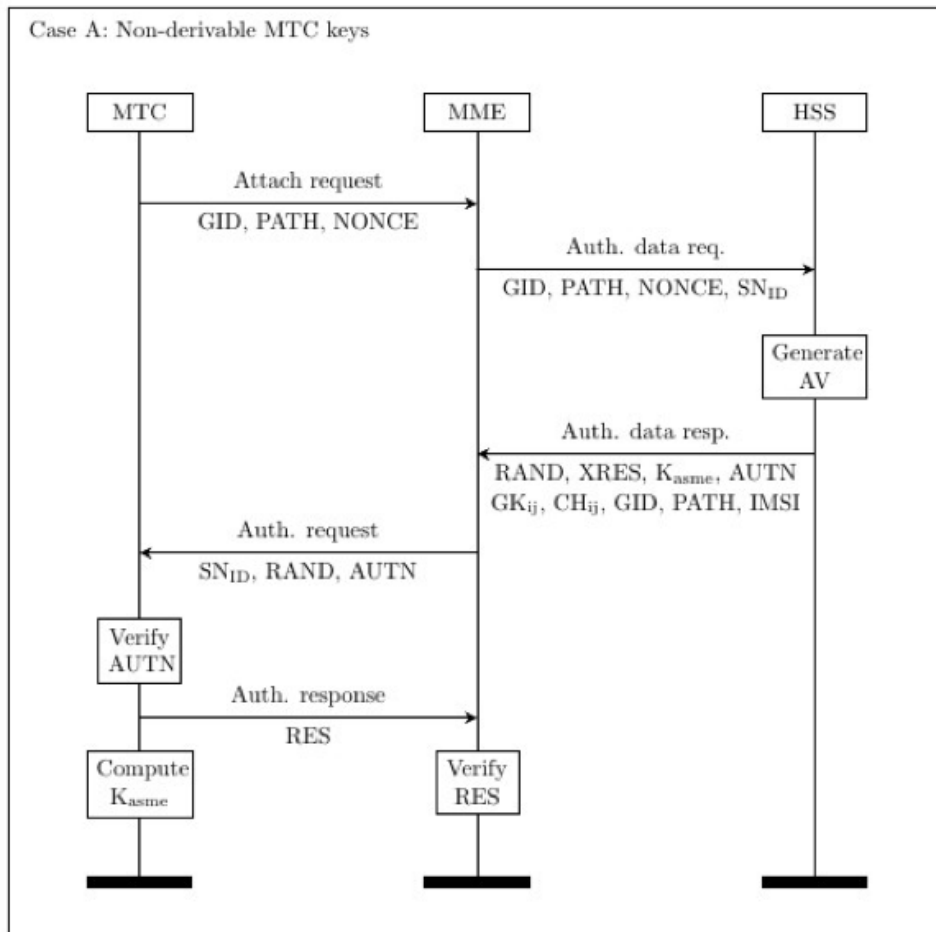 Case A: Non-derivable MTC keys
MTC
MME
HSS
Attach request
GID, PATH, NONCE
Auth. data req.
GID, PATH, NONCE, SN_ID
Generate
AV
Auth. data resp.
RAND, XRES, K_asme, AUTN
GK_ij, CH_ij, GID, PATH, IMSI
Auth. request
SN_ID, RAND, AUTN
Verify
AUTN
Auth. response
RES
Compute
K_asme
Verify
RES